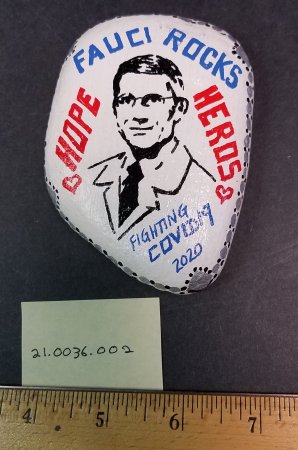 FAUCI ROCKS
HOPE
HEROS
FIGHTING
COVID19
2020
21.0036.002
4 5 6 7